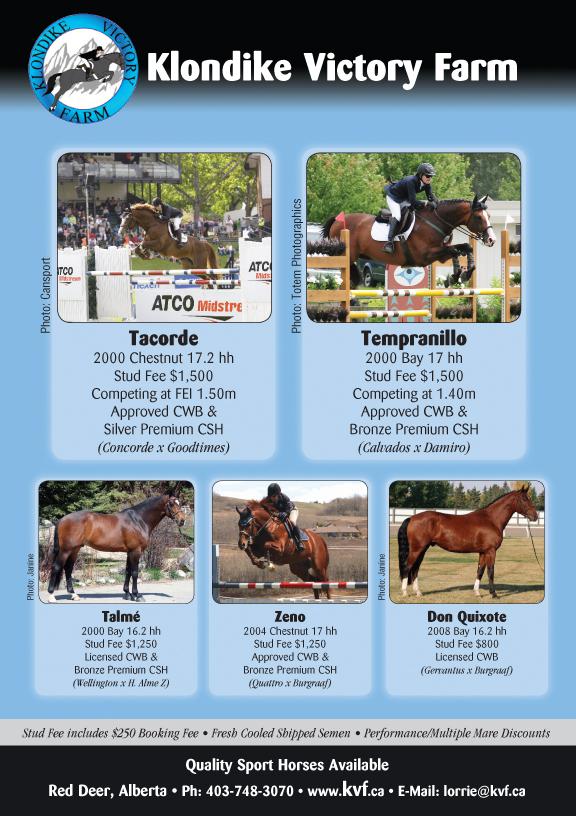 KLONDIKE VICTORY FARM
Klondike Victory Farm
Photo: Cansport
ATCO
ATCO
Mids
ATCO Midstre
Photo: Totem Photographics
Tacorde
2000 Chestnut 17.2 hh
Stud Fee $1,500
Competing at FEI 1.50m
Approved CWB &
Silver Premium CSH
(Concorde x Goodtimes)
Tempranillo
2000 Bay 17 hh
Stud Fee $1,500
Competing at 1.40m
Approved CWB &
Bronze Premium CSH
(Calvados x Damiro)
Photo: Janine
Talmé
2000 Bay 16.2 hh
Stud Fee $1,250
Licensed CWB &
Bronze Premium CSH
(Wellington x H. Alme Z)
Zeno
2004 Chestnut 17 hh
Stud Fee $1,250
Approved CWB &
Bronze Premium CSH
(Quattro x Burgraaf)
Photo: Janine
Don Quixote
2008 Bay 16.2 hh
Stud Fee $800
Licensed CWB
(Gervantus x Burgraaf)
Stud Fee includes $250 Booking Fee • Fresh Cooled Shipped Semen • Performance/Multiple Mare Discounts
Quality Sport Horses Available
Red Deer, Alberta • Ph: 403-748-3070 • www.kvf.ca • E-Mail: lorrie@kvf.ca